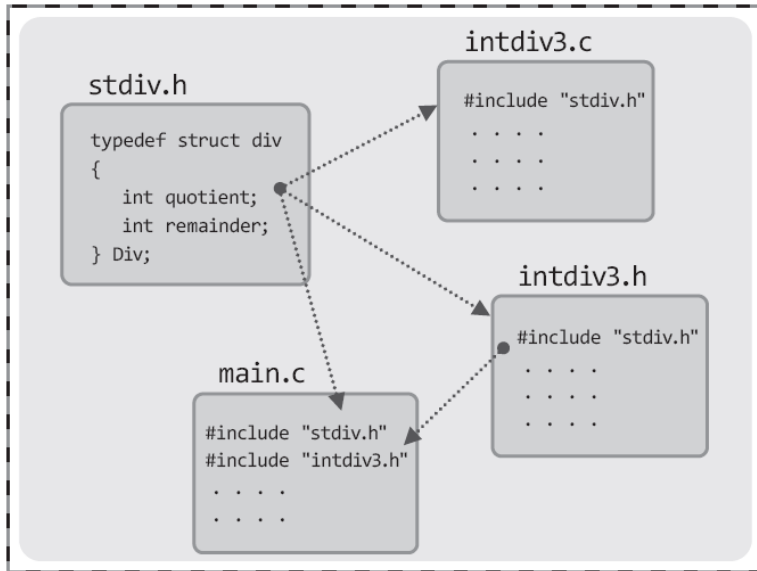 stdiv.h
typedef struct div
{
int quotient;
int remainder;
} Div;
intdiv3.c
#include "stdiv.h"
. . . .
. . . .
. . . .
intdiv3.h
#include "stdiv.h"
. . . .
. . . .
. . . .
main.c
#include "stdiv.h"
#include "intdiv3.h"
. . . .
. . . .